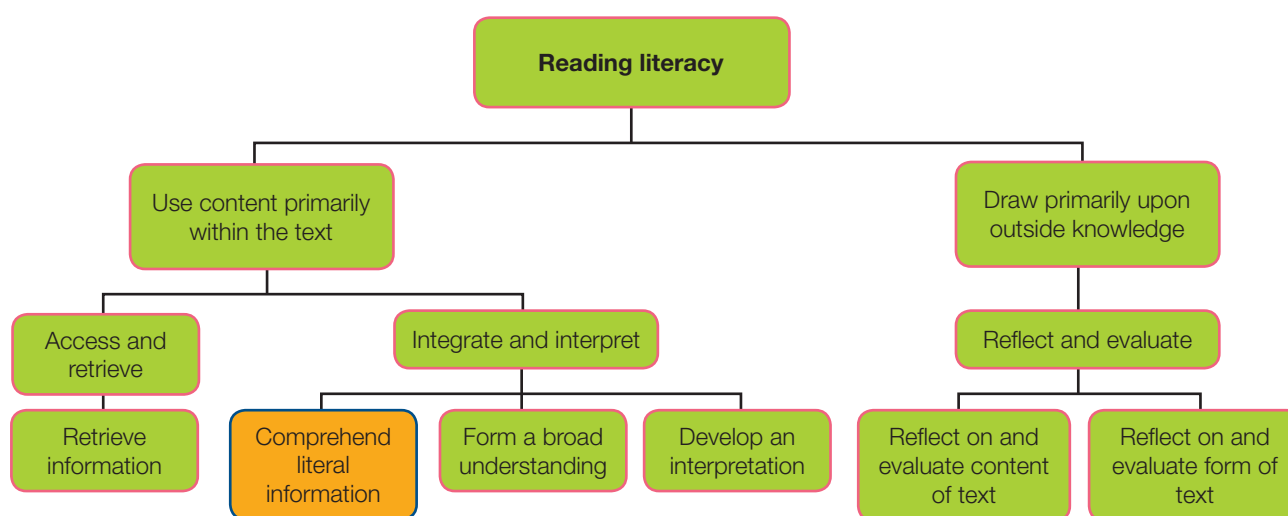 Reading literacy
Use content primarily
within the text
Draw primarily upon
outside knowledge
Access and
retrieve
Integrate and interpret
Reflect and evaluate
Retrieve
information
Comprehend
literal
information
Form a broad
understanding
Develop an
interpretation
Reflect on and
evaluate content
of text
Reflect on and
evaluate form of
text